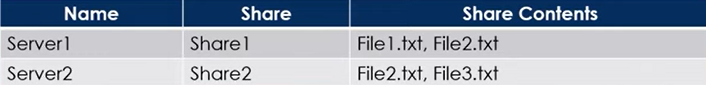 Name Share Share Contents
Server1 Share1 File1.txt, File2.txt
Server2 Share2 File2.txt, File3.txt